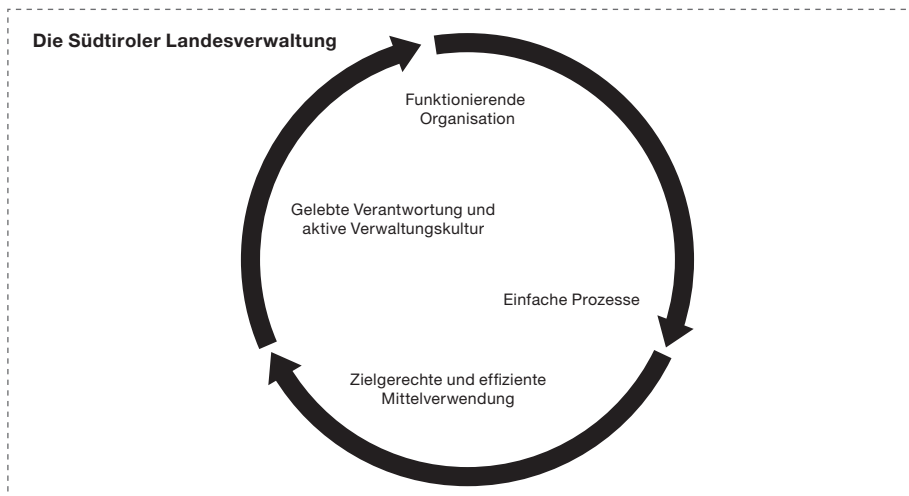 Die Südtiroler Landesverwaltung
Funktionierende
Organisation
Gelebte Verantwortung und
aktive Verwaltungskultur
Einfache Prozesse
Zielgerechte und effiziente
Mittelverwendung